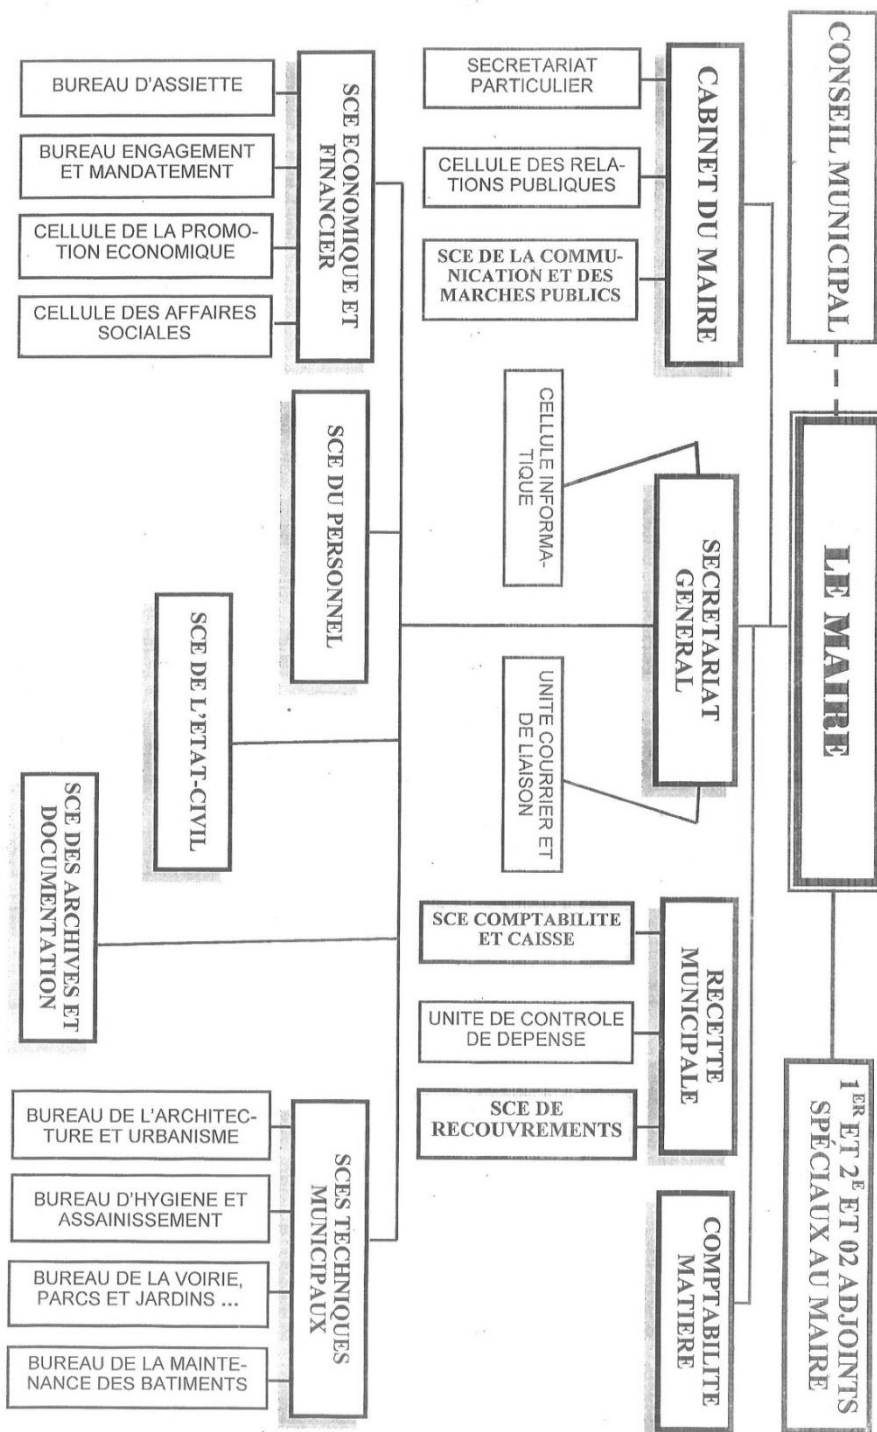 CONSEIL MUNICIPAL
LE MAIRE
1ER ET 2E ET 02 ADJOINTS
SPÉCIAUX AU MAIRE
CABINET DU MAIRE
SECRETARIAT
PARTICULIER
CELLULE DES RELA-
TIONS PUBLIQUES
SCE DE LA COMMU-
NICATION ET DES
MARCHES PUBLICS
SECRETARIAT
GENERAL
CELLULE INFORMA-
TIQUE
UNITE COURRIER ET
DE LIAISON
RECETTE
MUNICIPALE
SCE COMPTABILITE
ET CAISSE
UNITE DE CONTROLE
DE DEPENSE
SCE DE
RECOUVREMENTS
COMPTABILITE
MATIERE
SCE ECONOMIQUE ET
FINANCIER
BUREAU D'ASSIETTE
BUREAU ENGAGEMENT
ET MANDATEMENT
CELLULE DE LA PROMO-
TION ECONOMIQUE
CELLULE DES AFFAIRES
SOCIALES
SCE DU PERSONNEL
SCE DE L'ETAT-CIVIL
SCE DES ARCHIVES ET
DOCUMENTATION
SCES TECHNIQUES
MUNICIPAUX
BUREAU DE L'ARCHITEC-
TURE ET URBANISME
BUREAU D'HYGIENE ET
ASSAINISSEMENT
BUREAU DE LA VOIRIE,
PARCS ET JARDINS ...
BUREAU DE LA MAINTE-
NANCE DES BATIMENTS